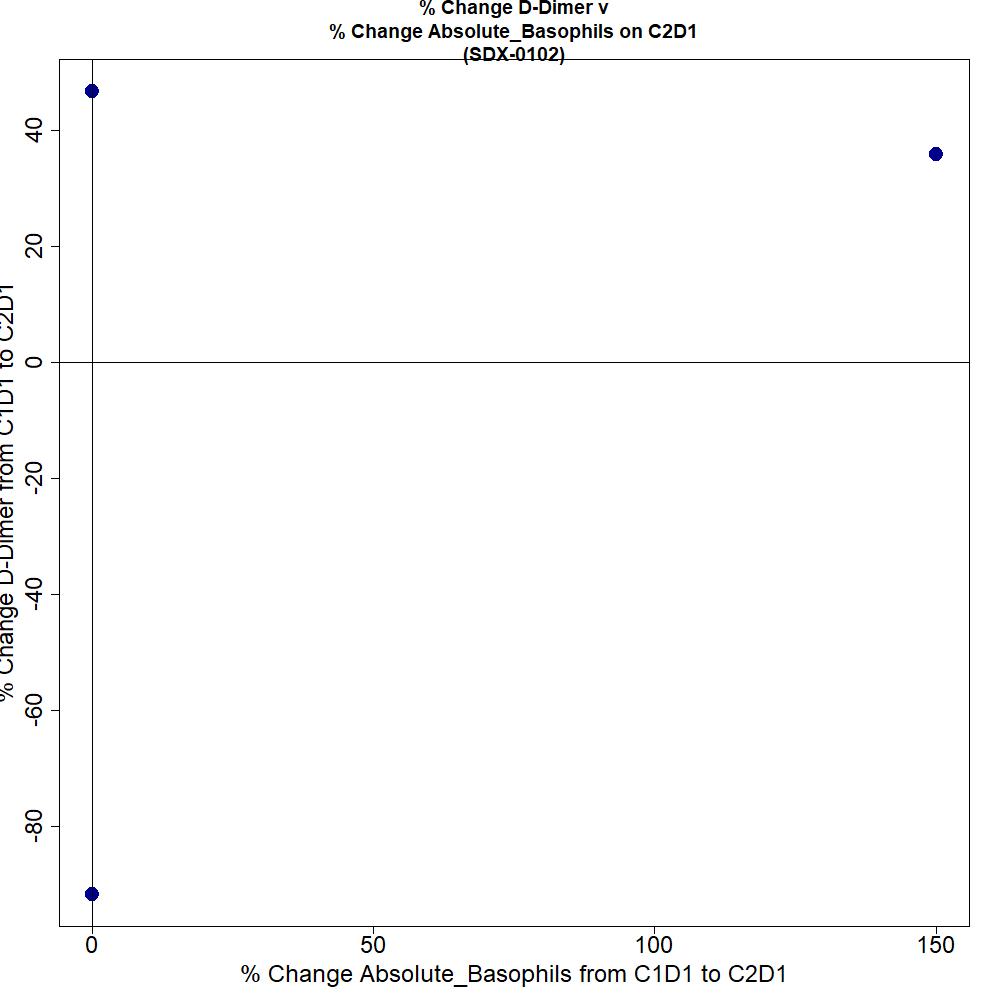 % Change D-Dimer v
% Change Absolute_Basophils on C2D1
(SDX-0102)
% Change D-Dimer from C1D1 to C2D1
40
20
0
-20
-40
-60
-80
0
50
100
150
% Change Absolute_Basophils from C1D1 to C2D1